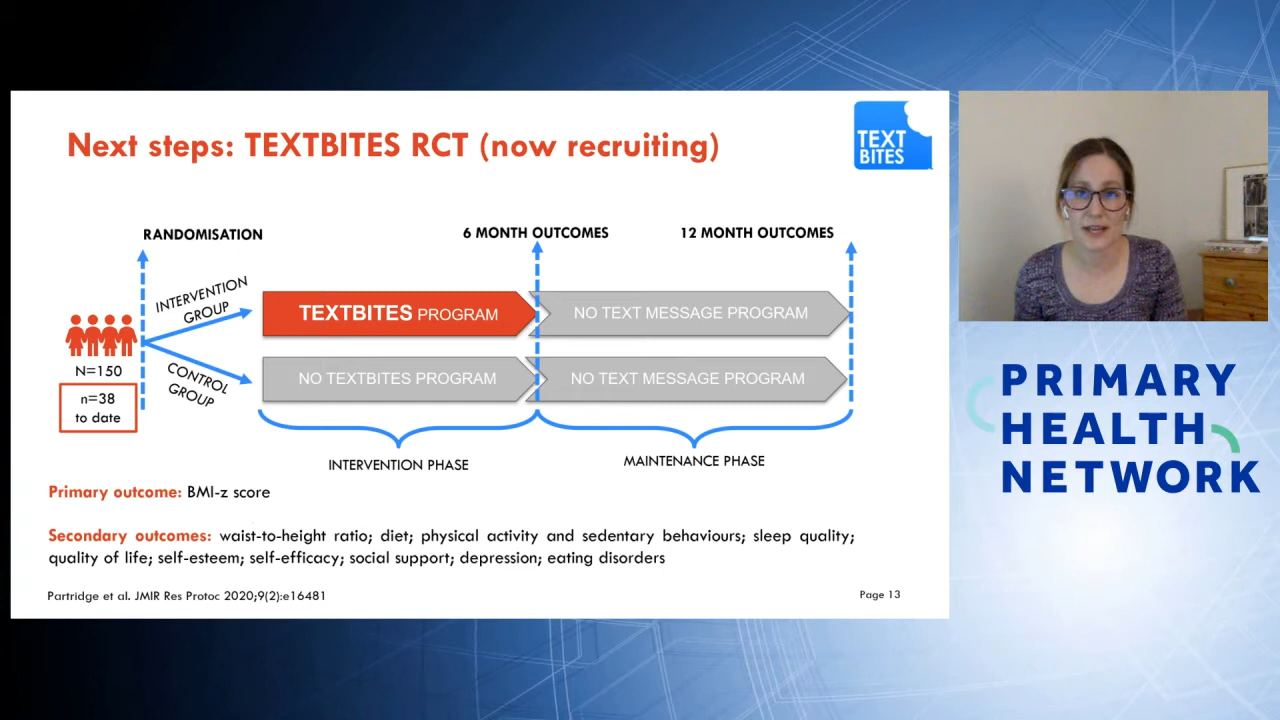 Next steps: TEXTBITES RCT (now recruiting)
TEXT
BITES
RANDOMISATION
6 MONTH OUTCOMES
12 MONTH OUTCOMES
INTERVENTION
GROUP
TEXTBITES PROGRAM
NO TEXT MESSAGE PROGRAM
N=150
n=38
to date
CONTROL
GROUP
NO TEXTBITES PROGRAM
NO TEXT MESSAGE PROGRAM
INTERVENTION PHASE
MAINTENANCE PHASE
Primary outcome: BMI-z score
Secondary outcomes: waist-to-height ratio; diet; physical activity and sedentary behaviours; sleep quality;
quality of life; self-esteem; self-efficacy; social support; depression; eating disorders
Partridge et al. JMIR Res Protoc 2020;9(2):e16481
Page 13
PRIMARY
HEALTH
NETWORK